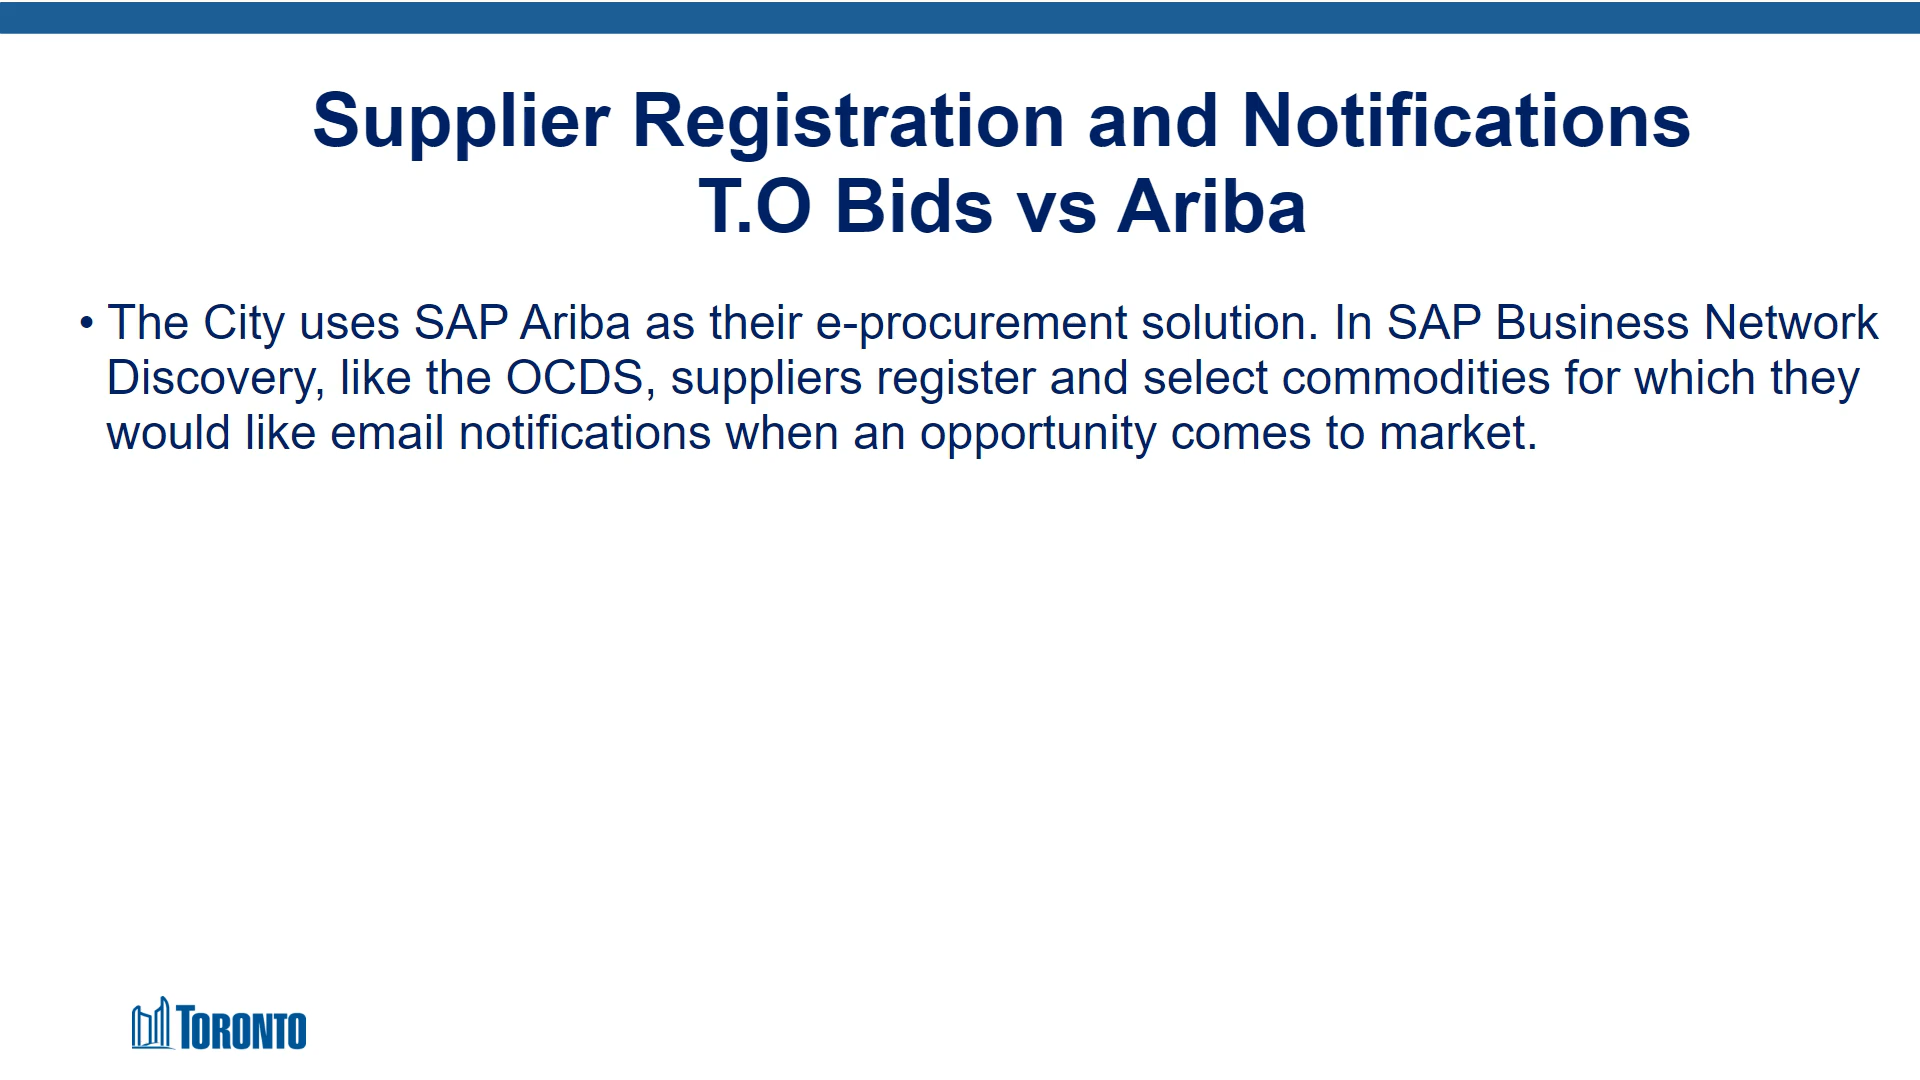 Supplier Registration and Notifications
T.O Bids vs Ariba
• The City uses SAP Ariba as their e-procurement solution. In SAP Business Network
Discovery, like the OCDS, suppliers register and select commodities for which they
would like email notifications when an opportunity comes to market.
TORONTO